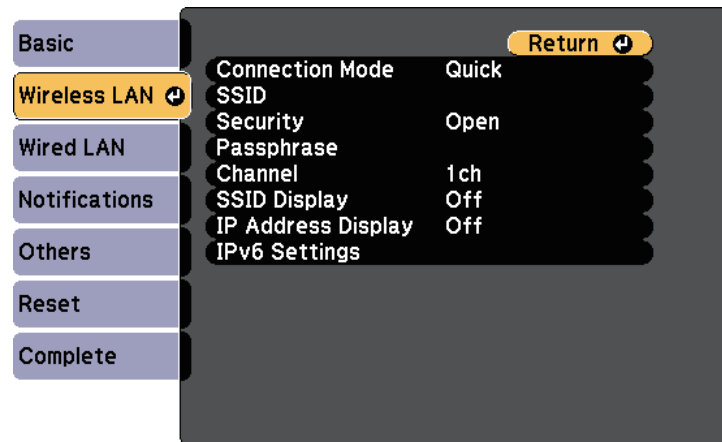 Basic
Wireless LAN
Wired LAN
Notifications
Others
Reset
Complete
Return
Connection Mode Quick
SSID
Security Open
Passphrase
Channel 1ch
SSID Display Off
IP Address Display Off
IPv6 Settings